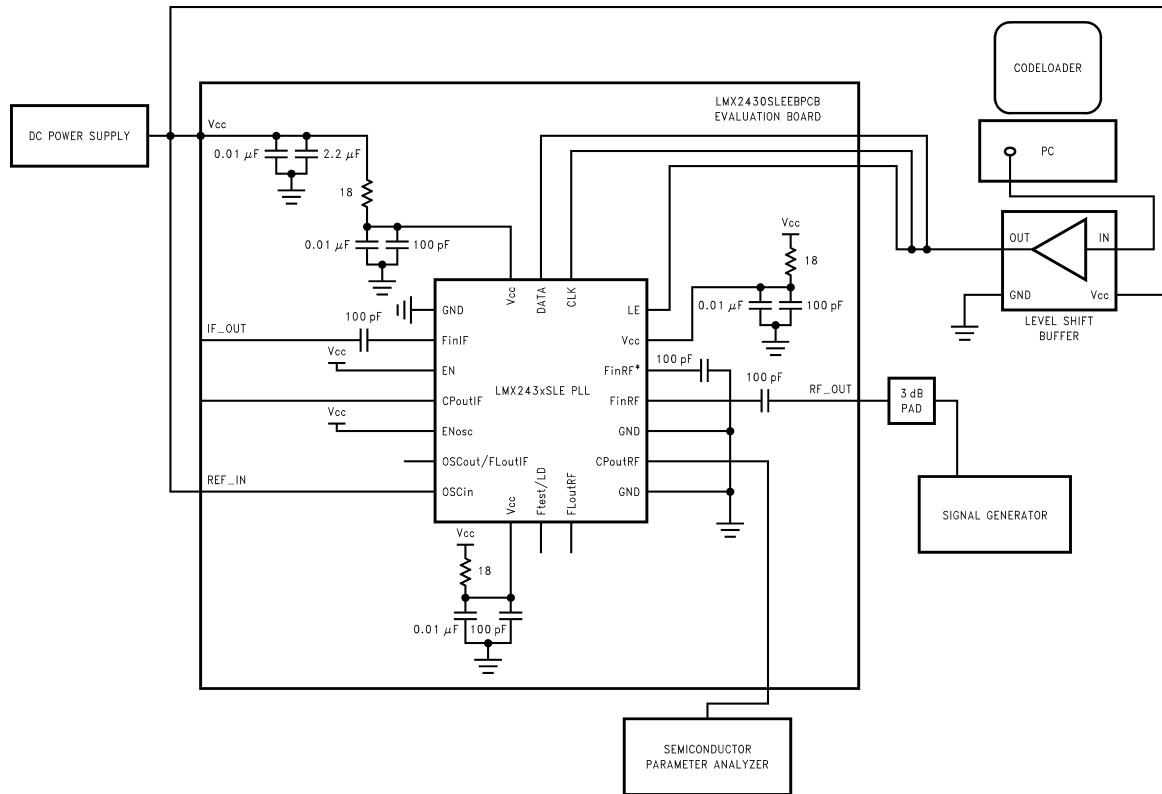 CODELOADER
LMX2430SLEEBPCB
EVALUATION BOARD
DC POWER SUPPLY
Vcc
PC
0.01 µF
2.2 µF
18
Vcc
OUT
IN
0.01 µF
100 pF
18
GND
Vcc
LEVEL SHIFT
BUFFER
Vcc
DATA
CLK
0.01 µF
100 pF
GND
LE
100 pF
IF_OUT
FinIF
Vcc
Vcc
100 pF
EN
FinRF*
100 pF
LMX243xSLE PLL
RF_OUT
3 dB
PAD
CPoutIF
FinRF
Vcc
ENosc
GND
OSCout/FLoutIF
CPoutRF
REF_IN
OSCin
GND
Vcc
Ftest/LD
FLoutRF
SIGNAL GENERATOR
Vcc
18
0.01 µF
100 pF
SEMICONDUCTOR
PARAMETER ANALYZER